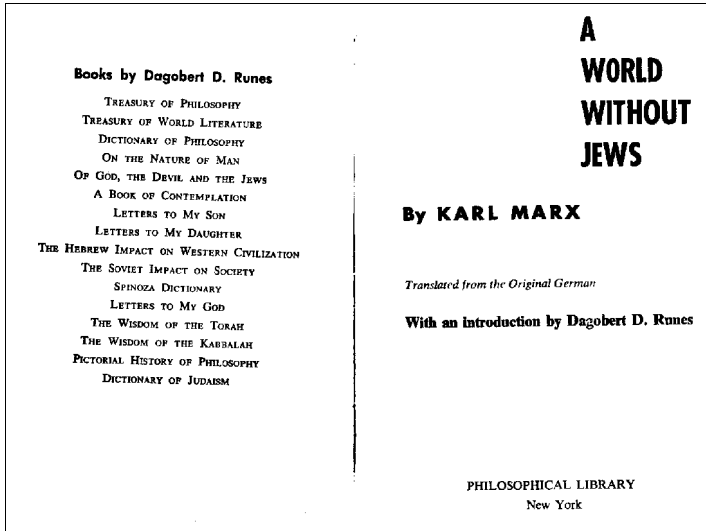 Books by Dagobert D. Runes
TREASURY OF PHILOSOPHY
TREASURY OF WORLD LITERATURE
DICTIONARY OF PHILOSOPHY
ON THE NATURE OF MAN
OF GOD, THE DEVIL AND THE JEWS
A BOOK OF CONTEMPLATION
LETTERS TO MY SON
LETTERS TO MY DAUGHTER
THE HEBREW IMPACT ON WESTERN CIVILIZATION
THE SOVIET IMPACT ON SOCIETY
SPINOZA DICTIONARY
LETTERS TO MY GOD
THE WISDOM OF THE TORAH
THE WISDOM OF THE KABBALAH
PICTORIAL HISTORY OF PHILOSOPHY
DICTIONARY OF JUDAISM
A
WORLD
WITHOUT
JEWS
By KARL MARX
Translated from the Original German
With an introduction by Dagobert D. Runes
PHILOSOPHICAL LIBRARY
New York